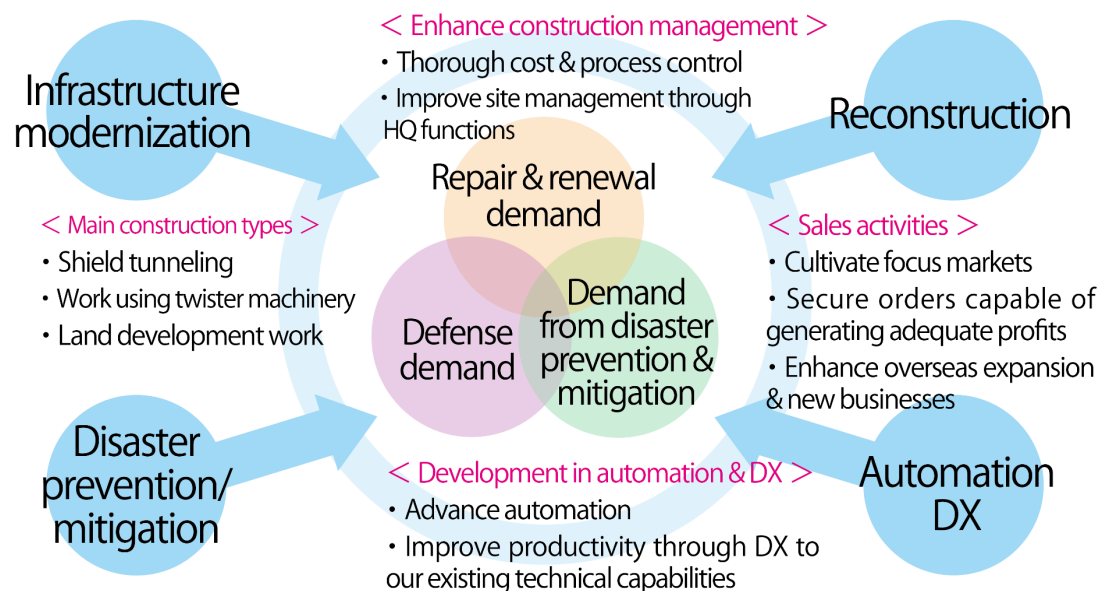 < Enhance construction management >
・Thorough cost & process control
・Improve site management through
HQ functions
Infrastructure
modernization
Reconstruction
Repair & renewal
demand
< Main construction types >
・Shield tunneling
・Work using twister machinery
・Land development work
Defense
demand
Demand
from disaster
prevention &
mitigation
< Sales activities >
・Cultivate focus markets
・Secure orders capable of
generating adequate profits
・Enhance overseas expansion
& new businesses
Disaster
prevention/
mitigation
< Development in automation & DX >
・Advance automation
・Improve productivity through DX to
our existing technical capabilities
Automation
DX